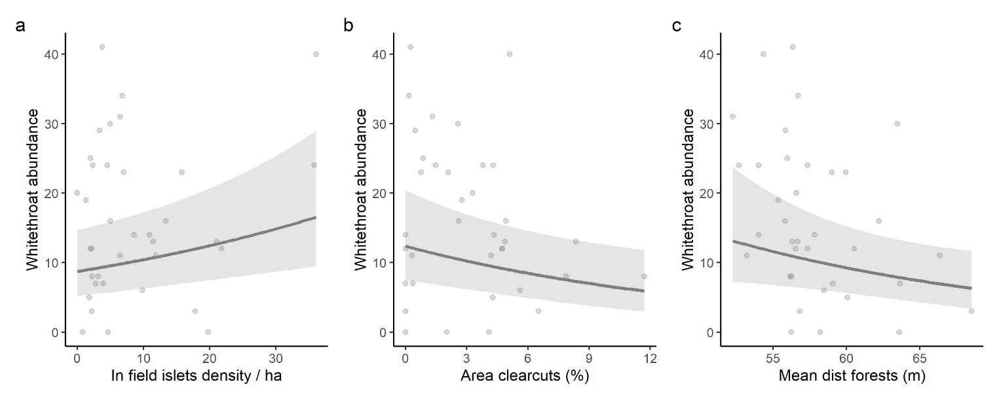 a
Whitethroat abundance
40
30
20
10
0
0 10 20 30
In field islets density / ha
b
Whitethroat abundance
40
30
20
10
0
0 3 6 9 12
Area clearcuts (%)
c
Whitethroat abundance
40
30
20
10
0
55 60 65
Mean dist forests (m)